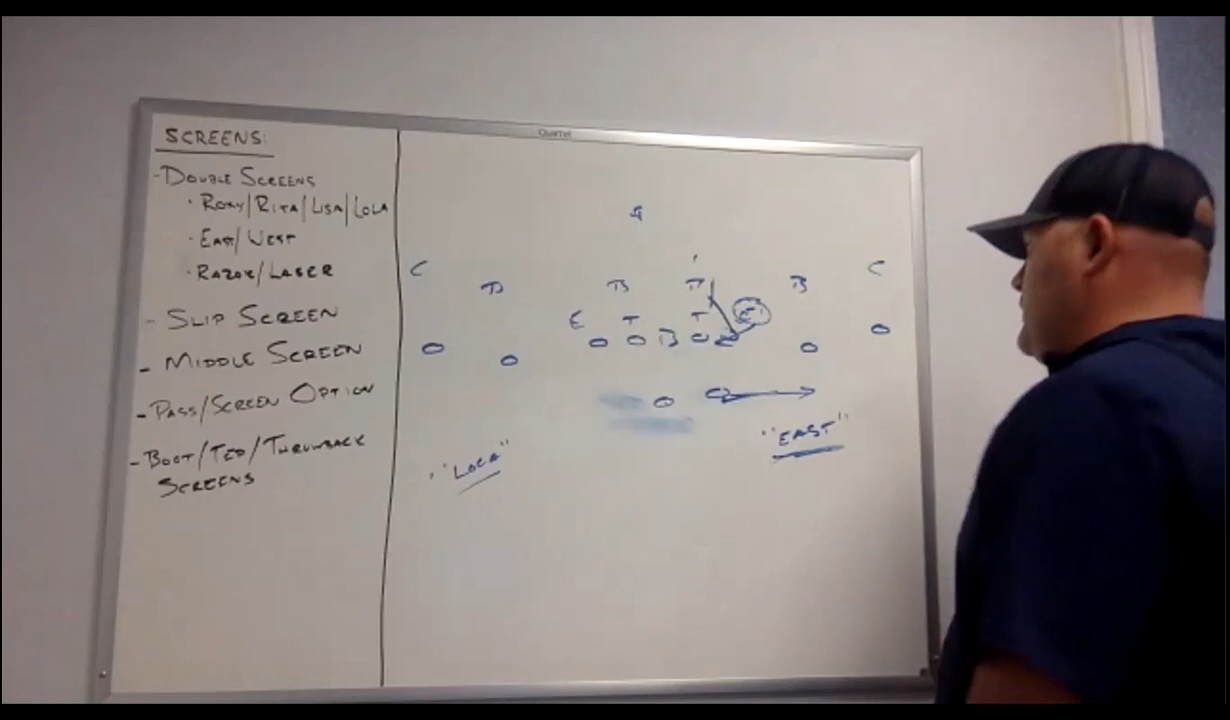 Quartet
SCREENS:
- DOUBLE SCREENS
· ROXY/RITA/LISA/LOLA
· EAST/WEST
· RAZOR/LASER
- SLIP SCREEN
- MIDDLE SCREEN
- PASS/SCREEN OPTION
- BOOT/TED/THROWBACK
SCREENS
C D B B C
E T T E
B
"LOLA"
"EAST"